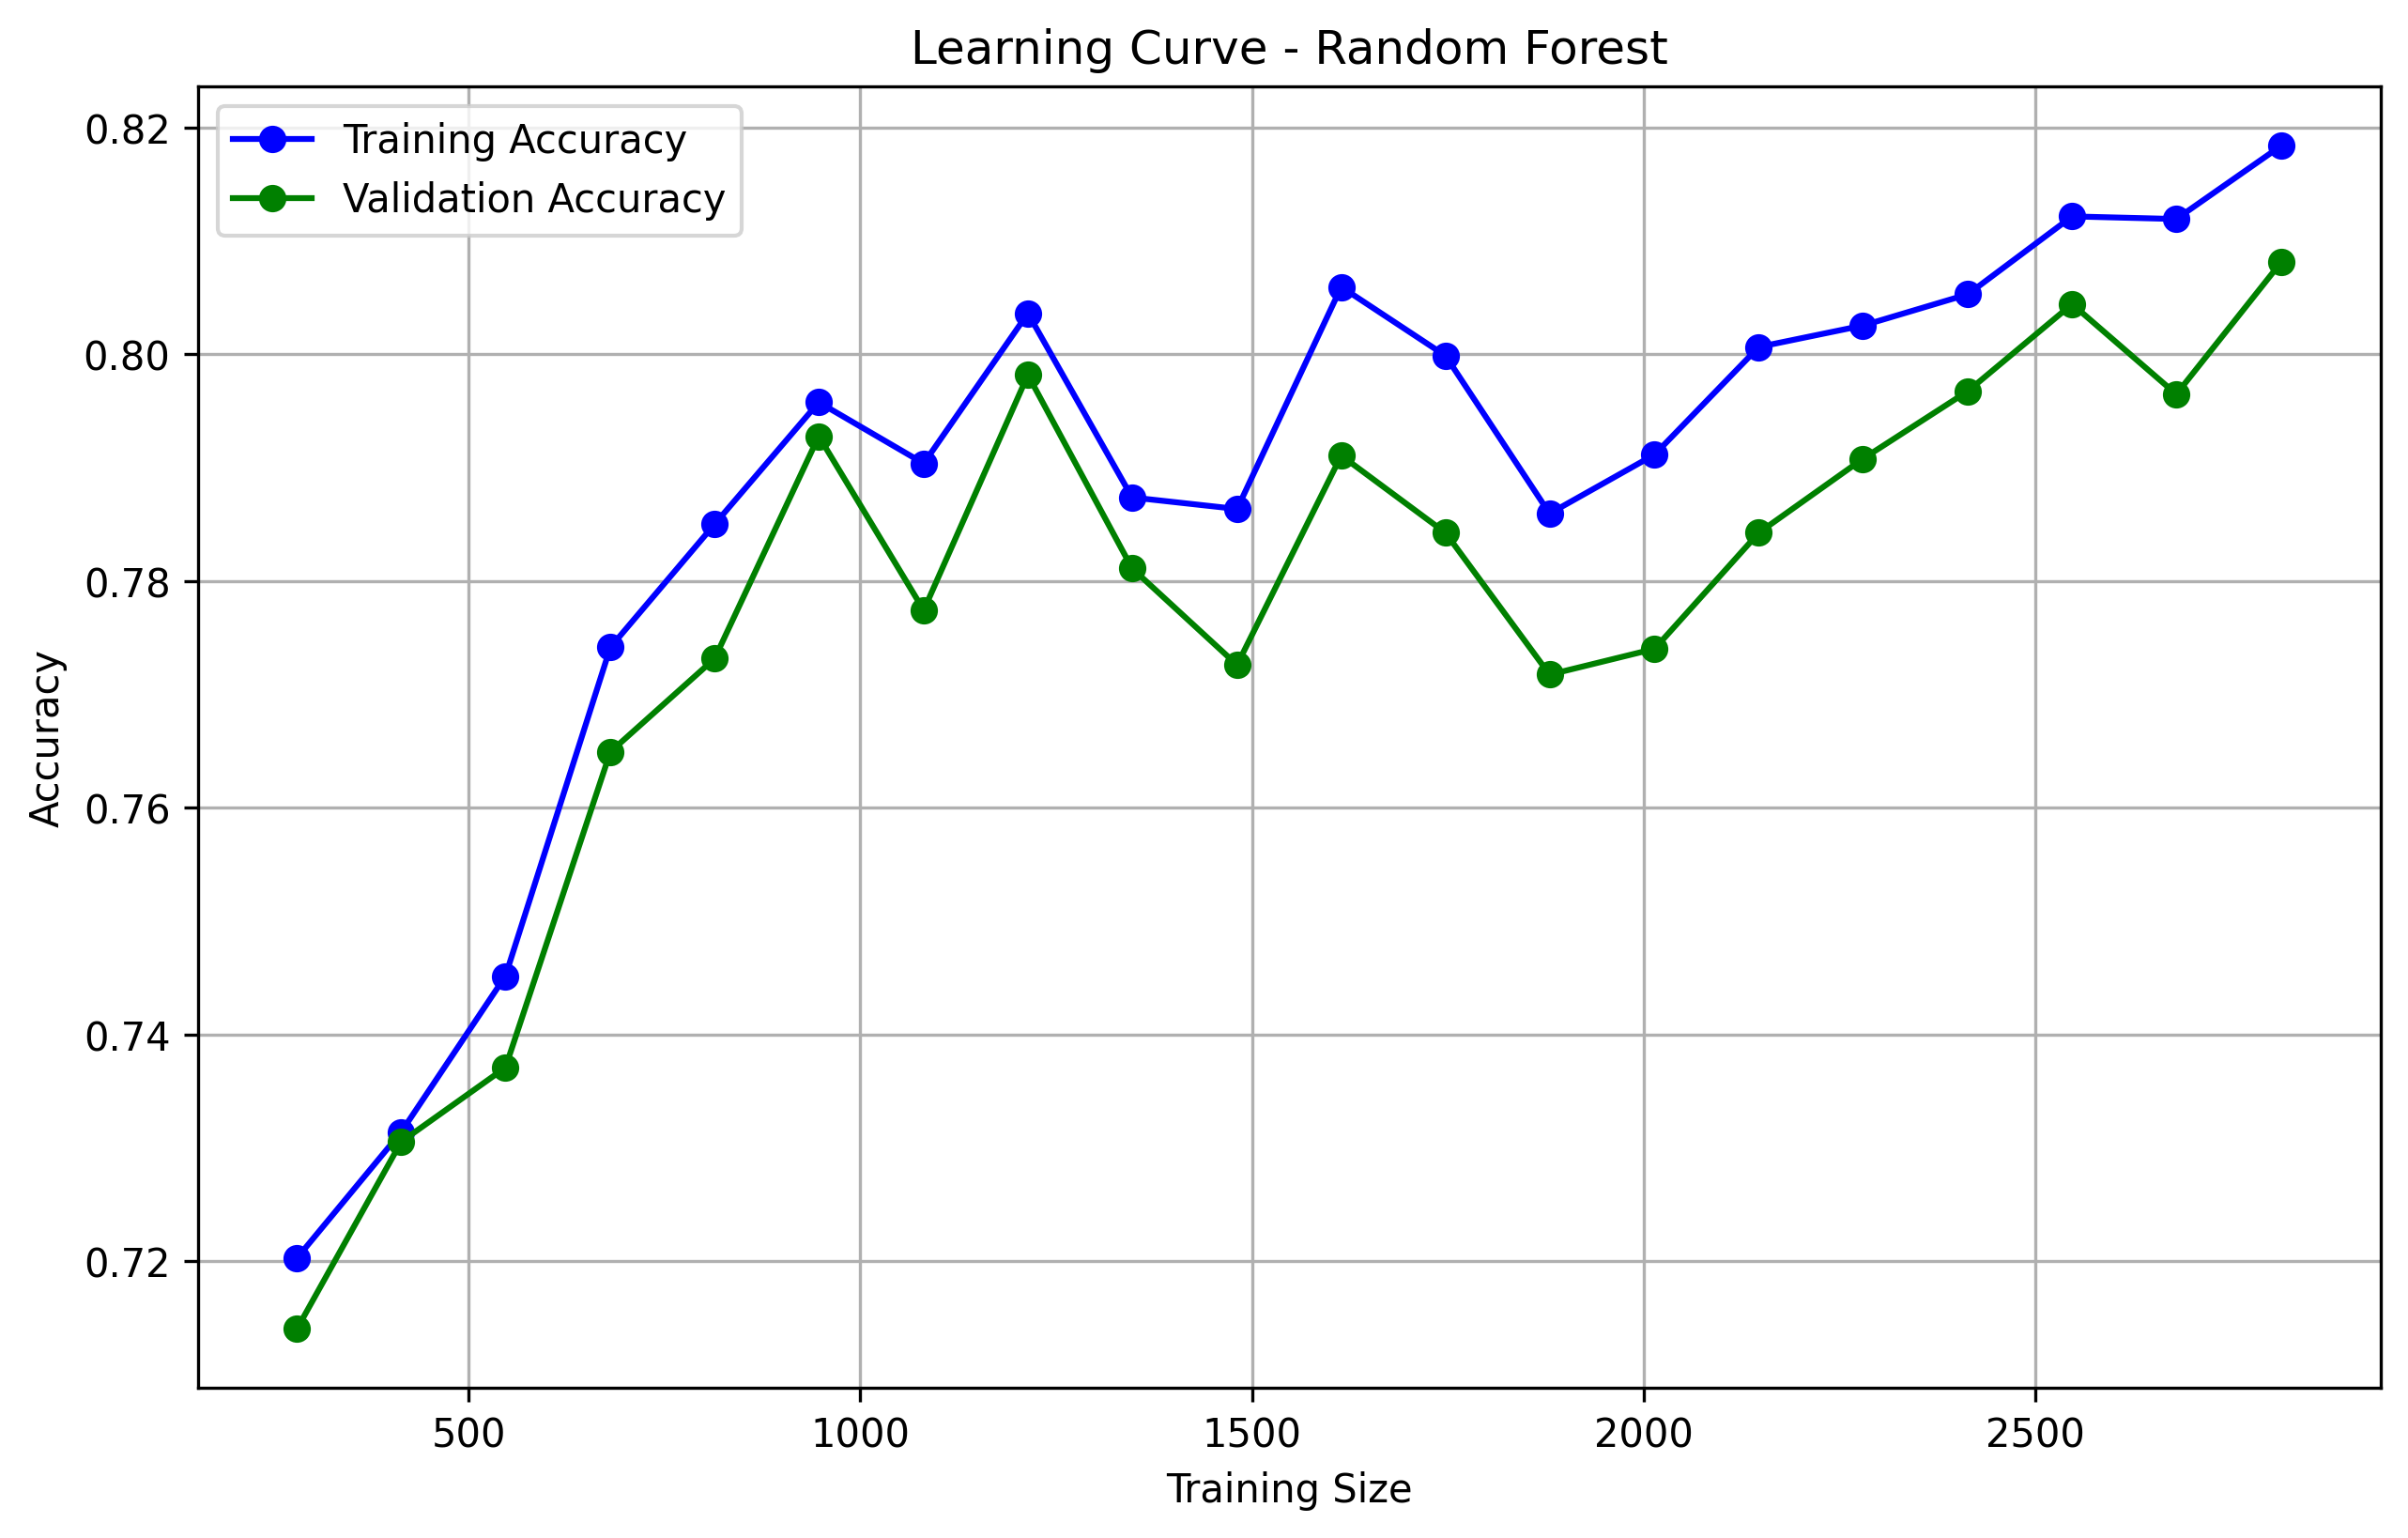 Learning Curve - Random Forest
Training Accuracy
Validation Accuracy
Accuracy
0.82
0.80
0.78
0.76
0.74
0.72
500 1000 1500 2000 2500
Training Size